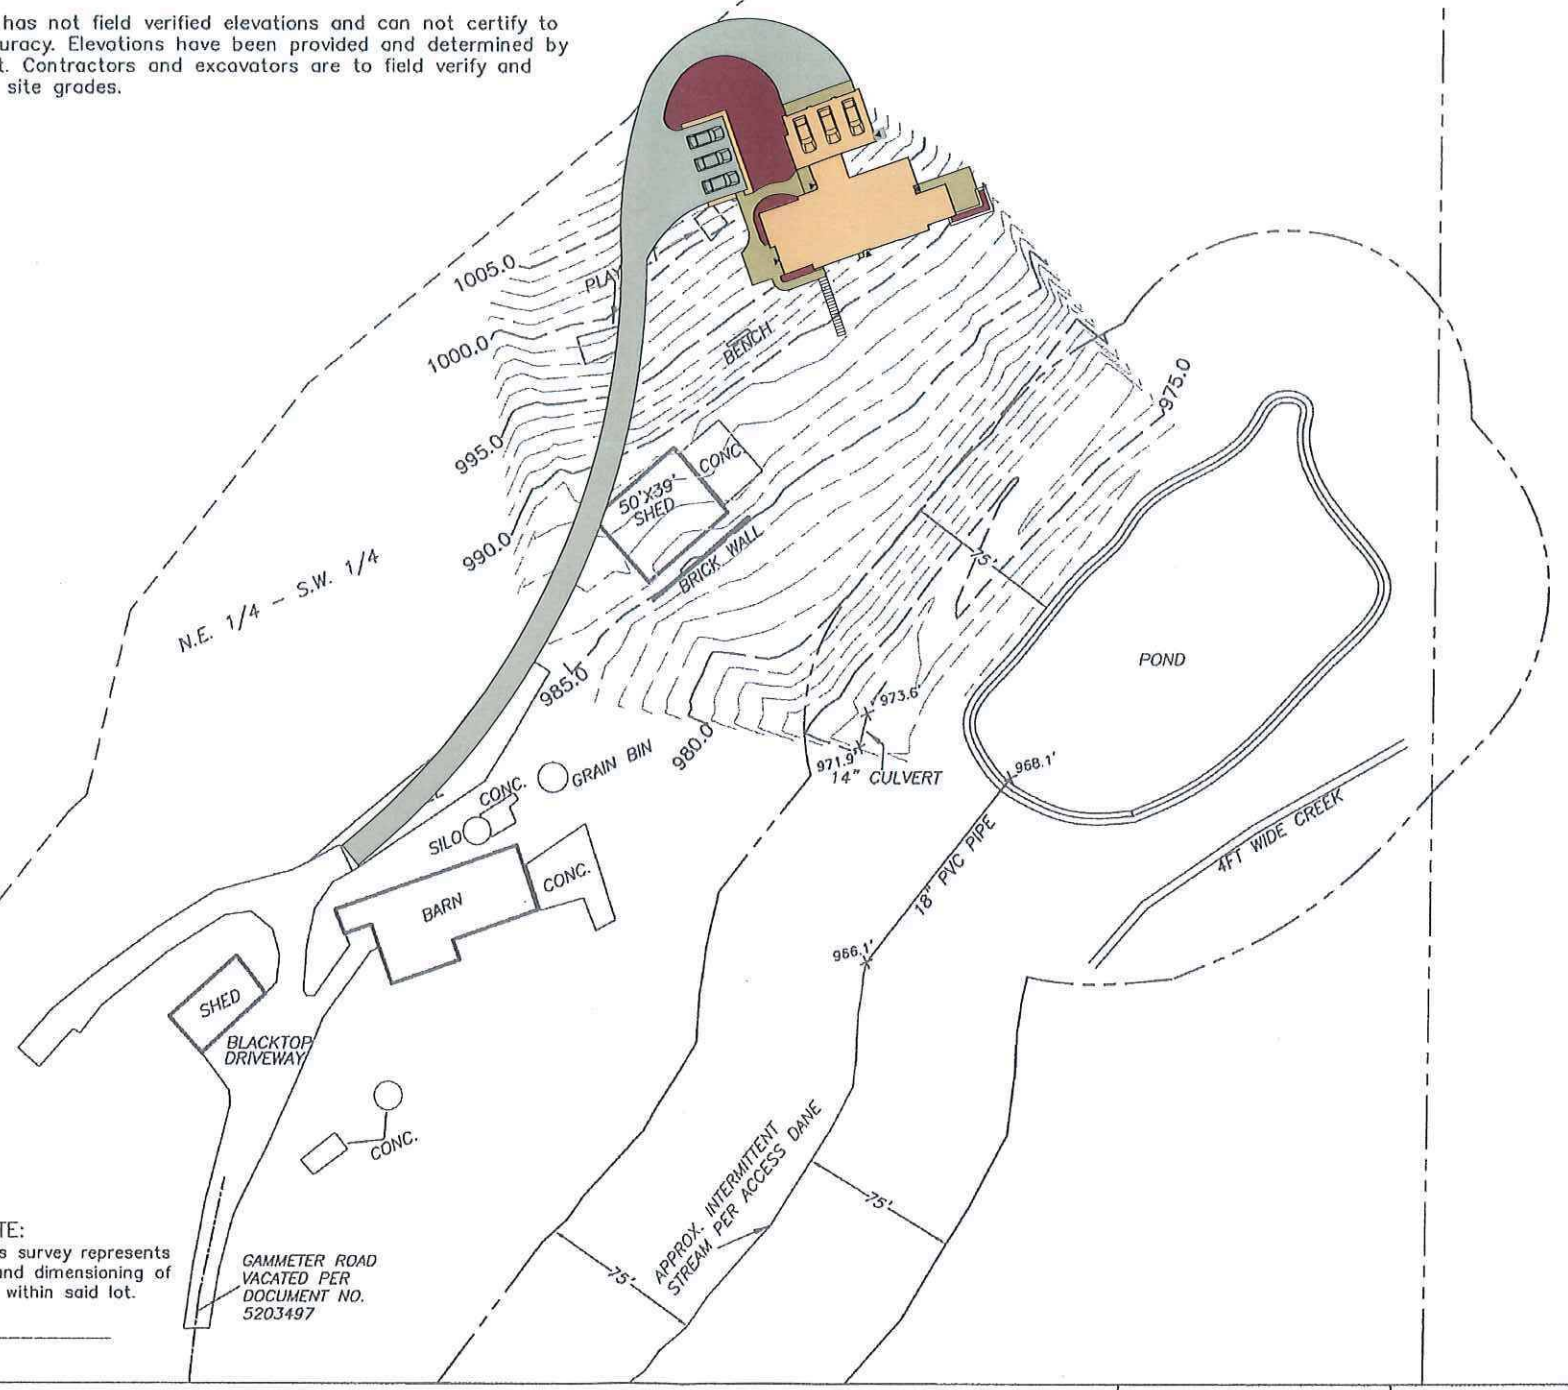 has not field verified elevations and can not certify to
uracy. Elevations have been provided and determined by
t. Contractors and excavators are to field verify and
site grades.
1005.0
1000.0
995.0
990.0
985.0
980.0
975.0
BENCH
50'X39'
SHED
CONC
BRICK WALL
75'
N.E. 1/4 - S.W. 1/4
POND
973.6'
971.9'
14" CULVERT
968.1'
GRAIN BIN
CONC.
SILO
BARN
CONC.
18" PVC PIPE
4FT WIDE CREEK
966.1'
SHED
BLACKTOP
DRIVEWAY
CONC.
APPROX. INTERMITTENT
STREAM PER ACCESS DANE
75'
75'
TE:
s survey represents
and dimensioning of
within said lot.
GAMMETER ROAD
VACATED PER
DOCUMENT NO.
5203497